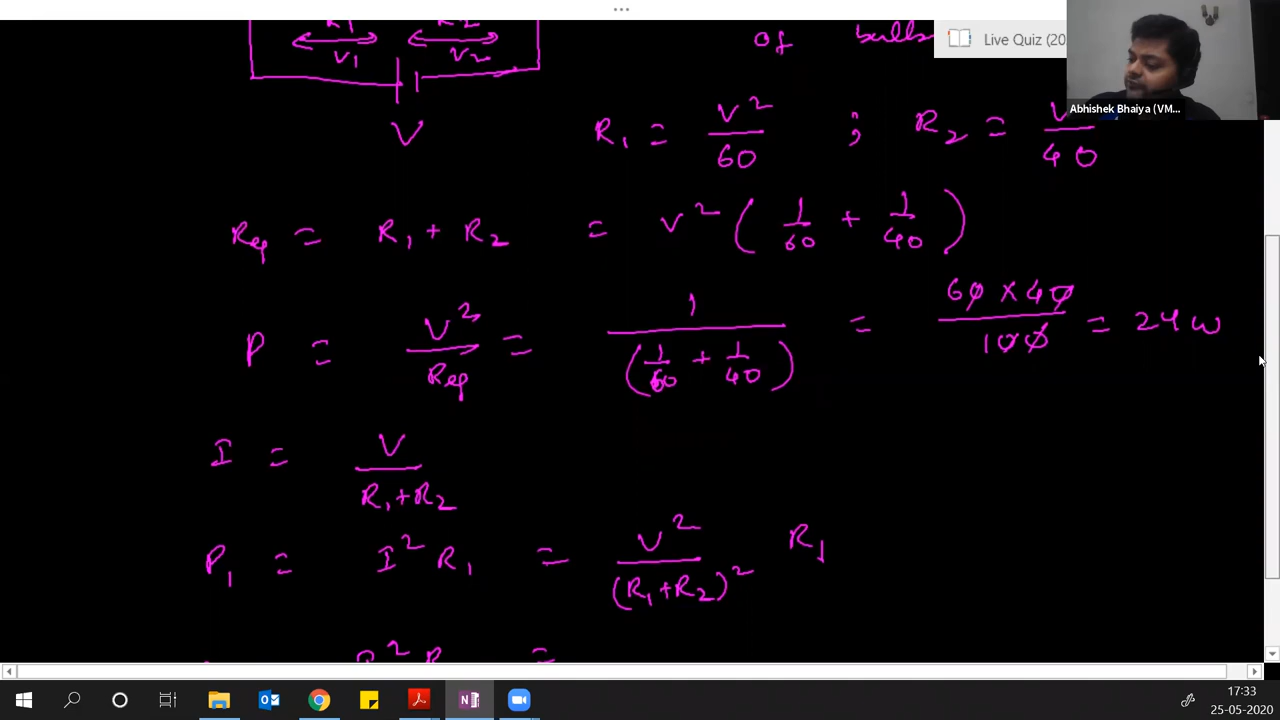 ...
of bulbs
Live Quiz (20
Abhishek Bhaiya (VM...
V₁ V₂
V
R₁ = V²/60 ; R₂ = V/40
Req = R₁ + R₂ = V² (1/60 + 1/40)
P = V²/Req = 1/(1/60 + 1/40) = 60 × 40/100 = 24 W
I = V/R₁+R₂
P₁ = I² R₁ = V²/(R₁+R₂)² R₁
17:33
25-05-2020